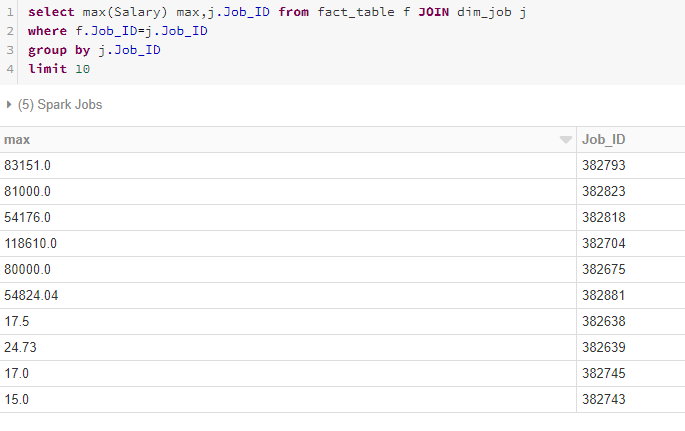 1 select max(Salary) max,j.Job_ID from fact_table f JOIN dim_job j
2 where f.Job_ID=j.Job_ID
3 group by j.Job_ID
4 limit 10
(5) Spark Jobs
max Job_ID
83151.0 382793
81000.0 382823
54176.0 382818
118610.0 382704
80000.0 382675
54824.04 382881
17.5 382638
24.73 382639
17.0 382745
15.0 382743